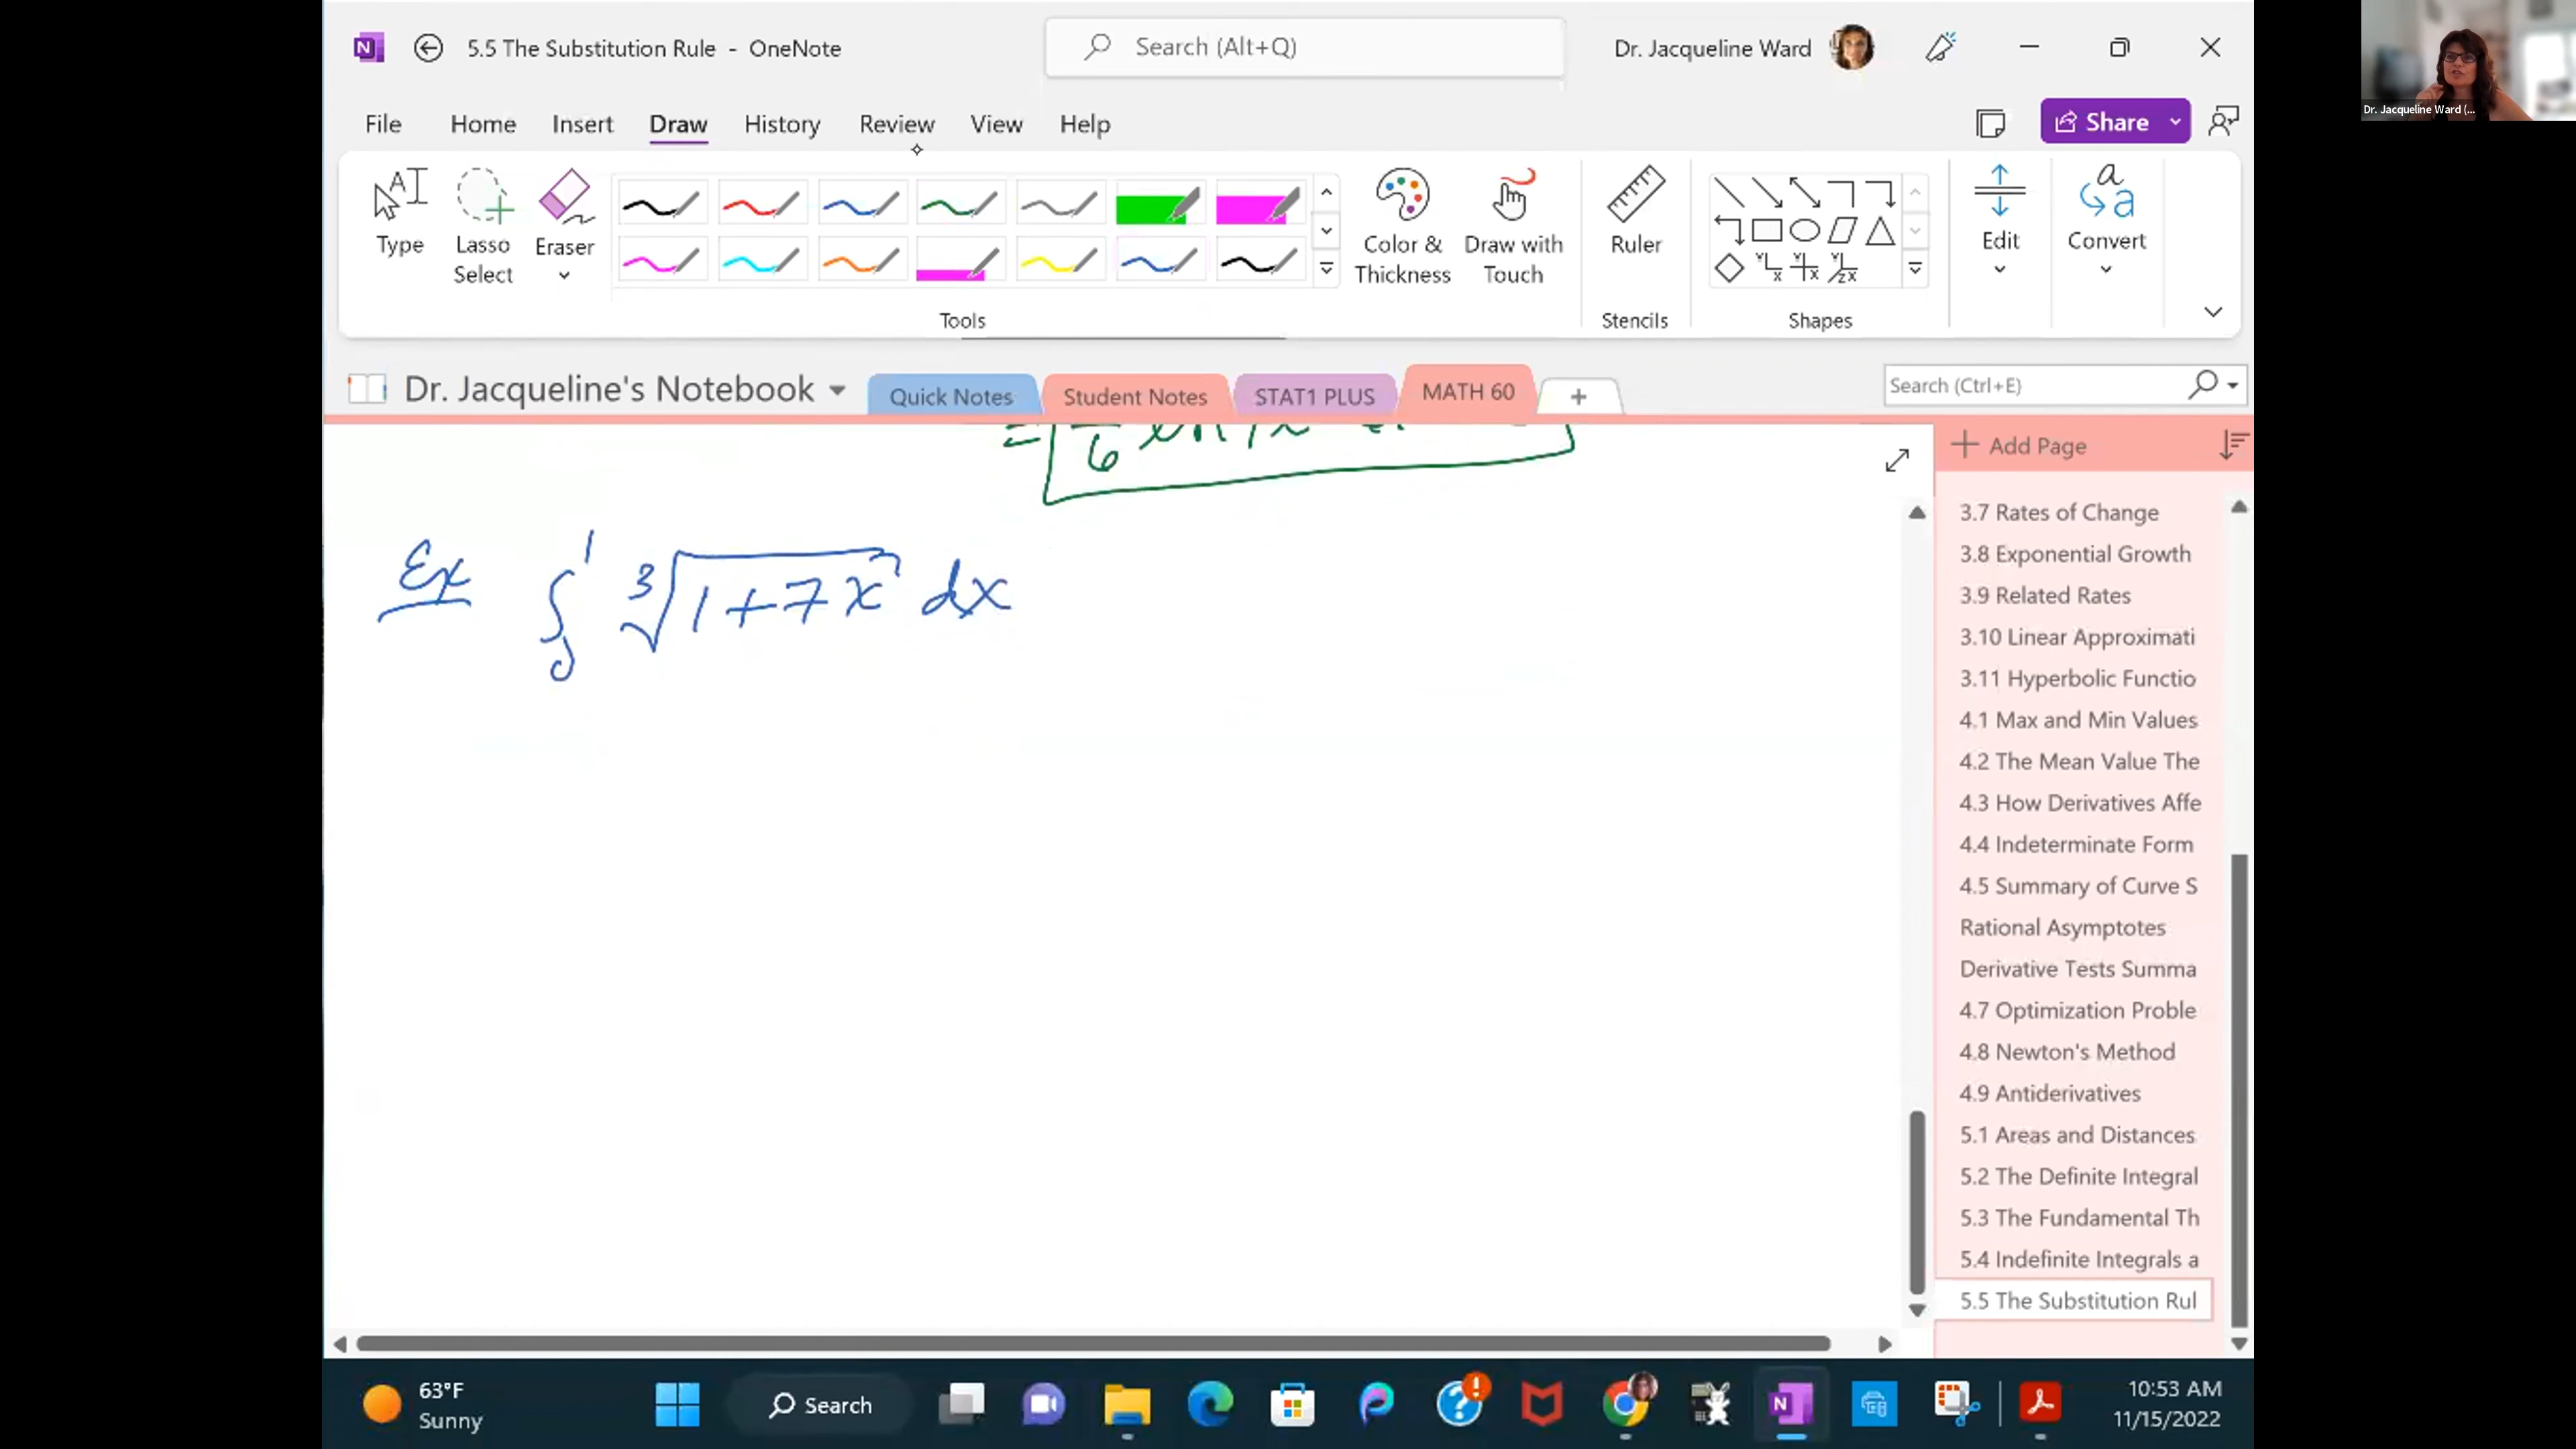 5.5 The Substitution Rule - OneNote
Search (Alt+Q)
Dr. Jacqueline Ward
Dr. Jacqueline Ward (...
File Home Insert Draw History Review View Help
Share
Type
Lasso Select
Eraser
Color & Thickness
Draw with Touch
Ruler
Edit
Convert
Tools
Stencils
Shapes
Dr. Jacqueline's Notebook
Quick Notes
Student Notes
STAT1 PLUS
MATH 60
Search (Ctrl+E)
Add Page
= 6 ln
Ex ∫₀¹ ∛(1+7x) dx
3.7 Rates of Change
3.8 Exponential Growth
3.9 Related Rates
3.10 Linear Approximati
3.11 Hyperbolic Functio
4.1 Max and Min Values
4.2 The Mean Value The
4.3 How Derivatives Affe
4.4 Indeterminate Form
4.5 Summary of Curve S
Rational Asymptotes
Derivative Tests Summa
4.7 Optimization Proble
4.8 Newton's Method
4.9 Antiderivatives
5.1 Areas and Distances
5.2 The Definite Integral
5.3 The Fundamental Th
5.4 Indefinite Integrals a
5.5 The Substitution Rul
63°F
Sunny
Search
10:53 AM
11/15/2022